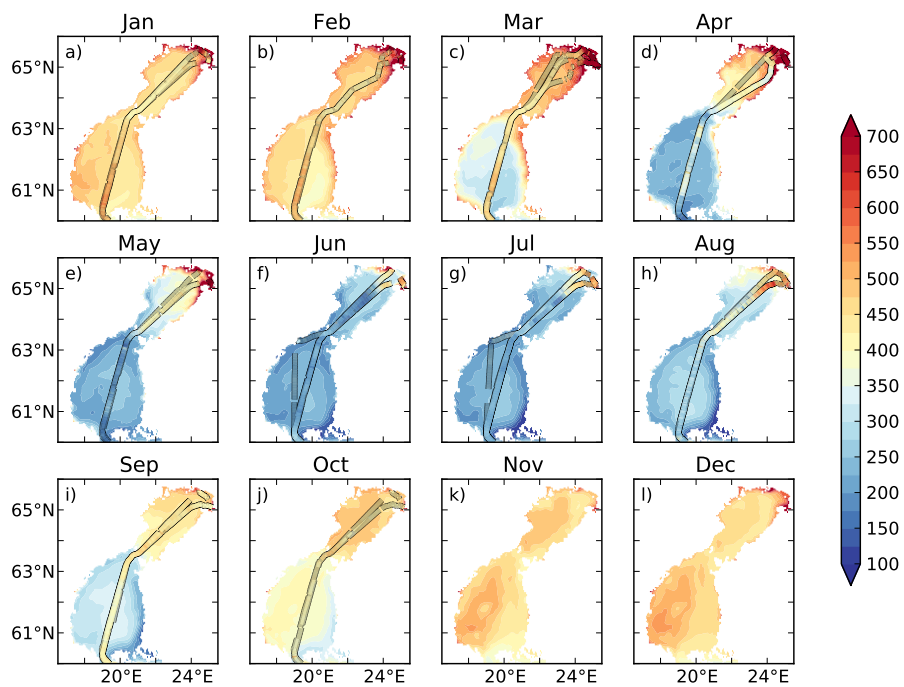 Jan Feb Mar Apr
a) b) c) d)
65°N
63°N
61°N
May Jun Jul Aug
e) f) g) h)
65°N
63°N
61°N
Sep Oct Nov Dec
i) j) k) l)
65°N
63°N
61°N
20°E 24°E 20°E 24°E 20°E 24°E 20°E 24°E
700
650
600
550
500
450
400
350
300
250
200
150
100